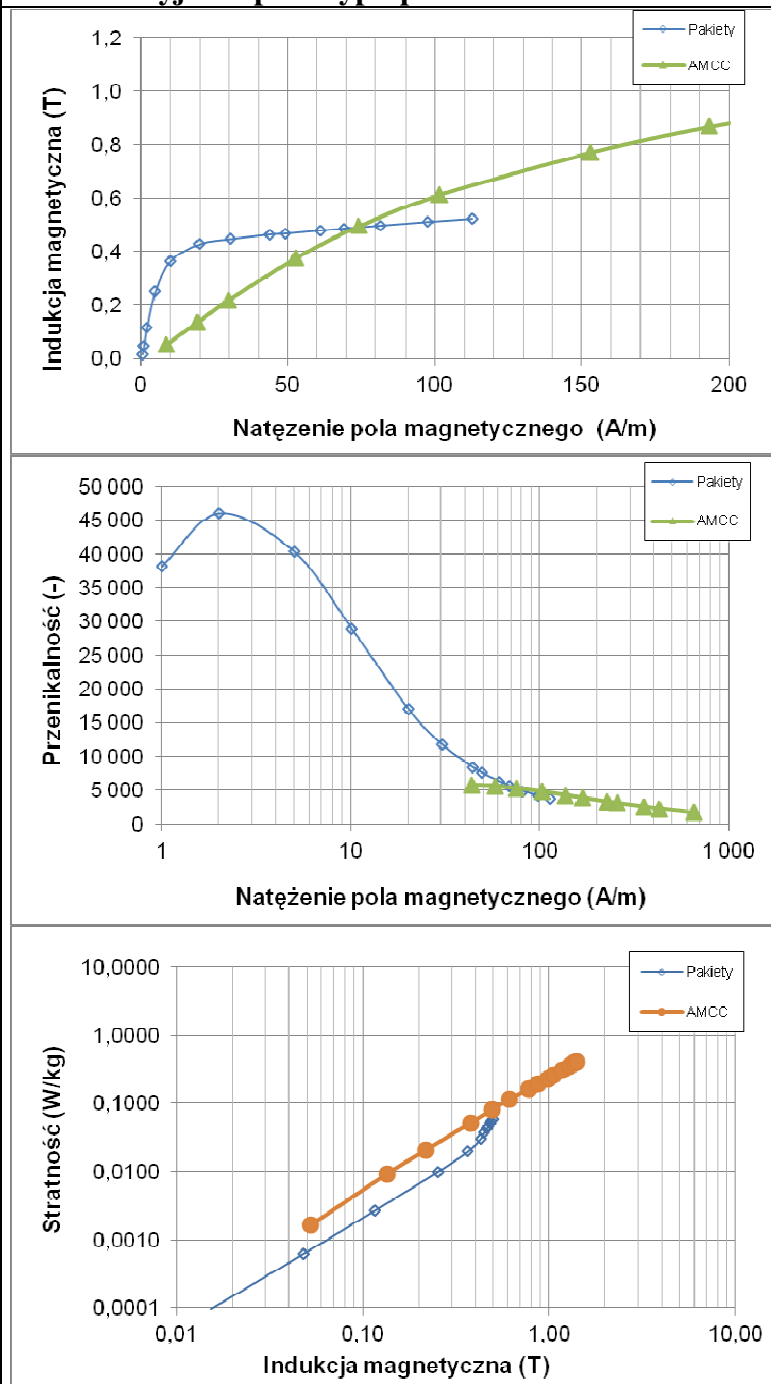 Pakiety
AMCC
1,2
1,0
0,8
0,6
0,4
0,2
0,0
0 50 100 150 200
Indukcja magnetyczna (T)
Natęzenie pola magnetycznego (A/m)
Pakiety
AMCC
50 000
45 000
40 000
35 000
30 000
25 000
20 000
15 000
10 000
5 000
0
1 10 100 1 000
Przenikalność (-)
Natężenie pola magnetycznego (A/m)
Pakiety
AMCC
10,0000
1,0000
0,1000
0,0100
0,0010
0,0001
0,01 0,10 1,00 10,00
Stratność (W/kg)
Indukcja magnetyczna (T)